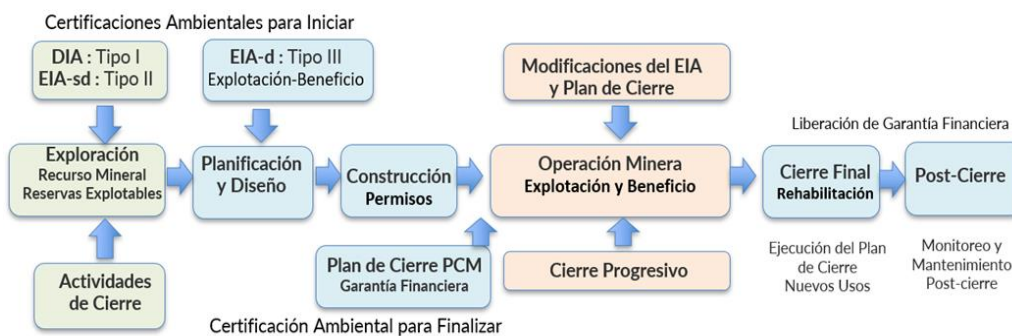 Certificaciones Ambientales para Iniciar
DIA : Tipo I
EIA-sd : Tipo II
EIA-d : Tipo III
Explotación-Beneficio
Modificaciones del EIA
y Plan de Cierre
Liberación de Garantía Financiera
Exploración
Recurso Mineral
Reservas Explotables
Planificación
y Diseño
Construcción
Permisos
Operación Minera
Explotación y Beneficio
Cierre Final
Rehabilitación
Post-Cierre
Actividades
de Cierre
Plan de Cierre PCM
Garantía Financiera
Cierre Progresivo
Ejecución del Plan
de Cierre
Nuevos Usos
Monitoreo y
Mantenimiento
Post-cierre
Certificación Ambiental para Finalizar